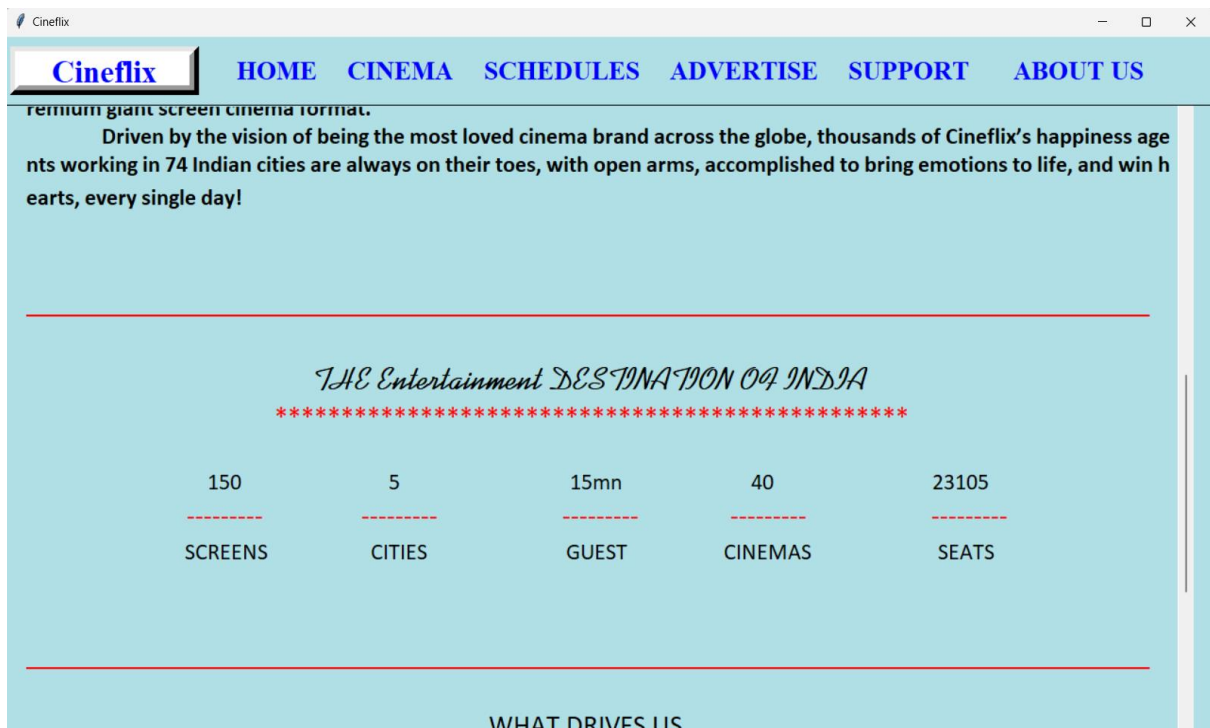 Cineflix
Cineflix HOME CINEMA SCHEDULES ADVERTISE SUPPORT ABOUT US
remium giant screen cinema format.
Driven by the vision of being the most loved cinema brand across the globe, thousands of Cineflix’s happiness age
nts working in 74 Indian cities are always on their toes, with open arms, accomplished to bring emotions to life, and win h
earts, every single day!
THE Entertainment DESTINATION OF INDIA
************************************************
150 5 15mn 40 23105
--------- --------- --------- --------- ---------
SCREENS CITIES GUEST CINEMAS SEATS
WHAT DRIVES US